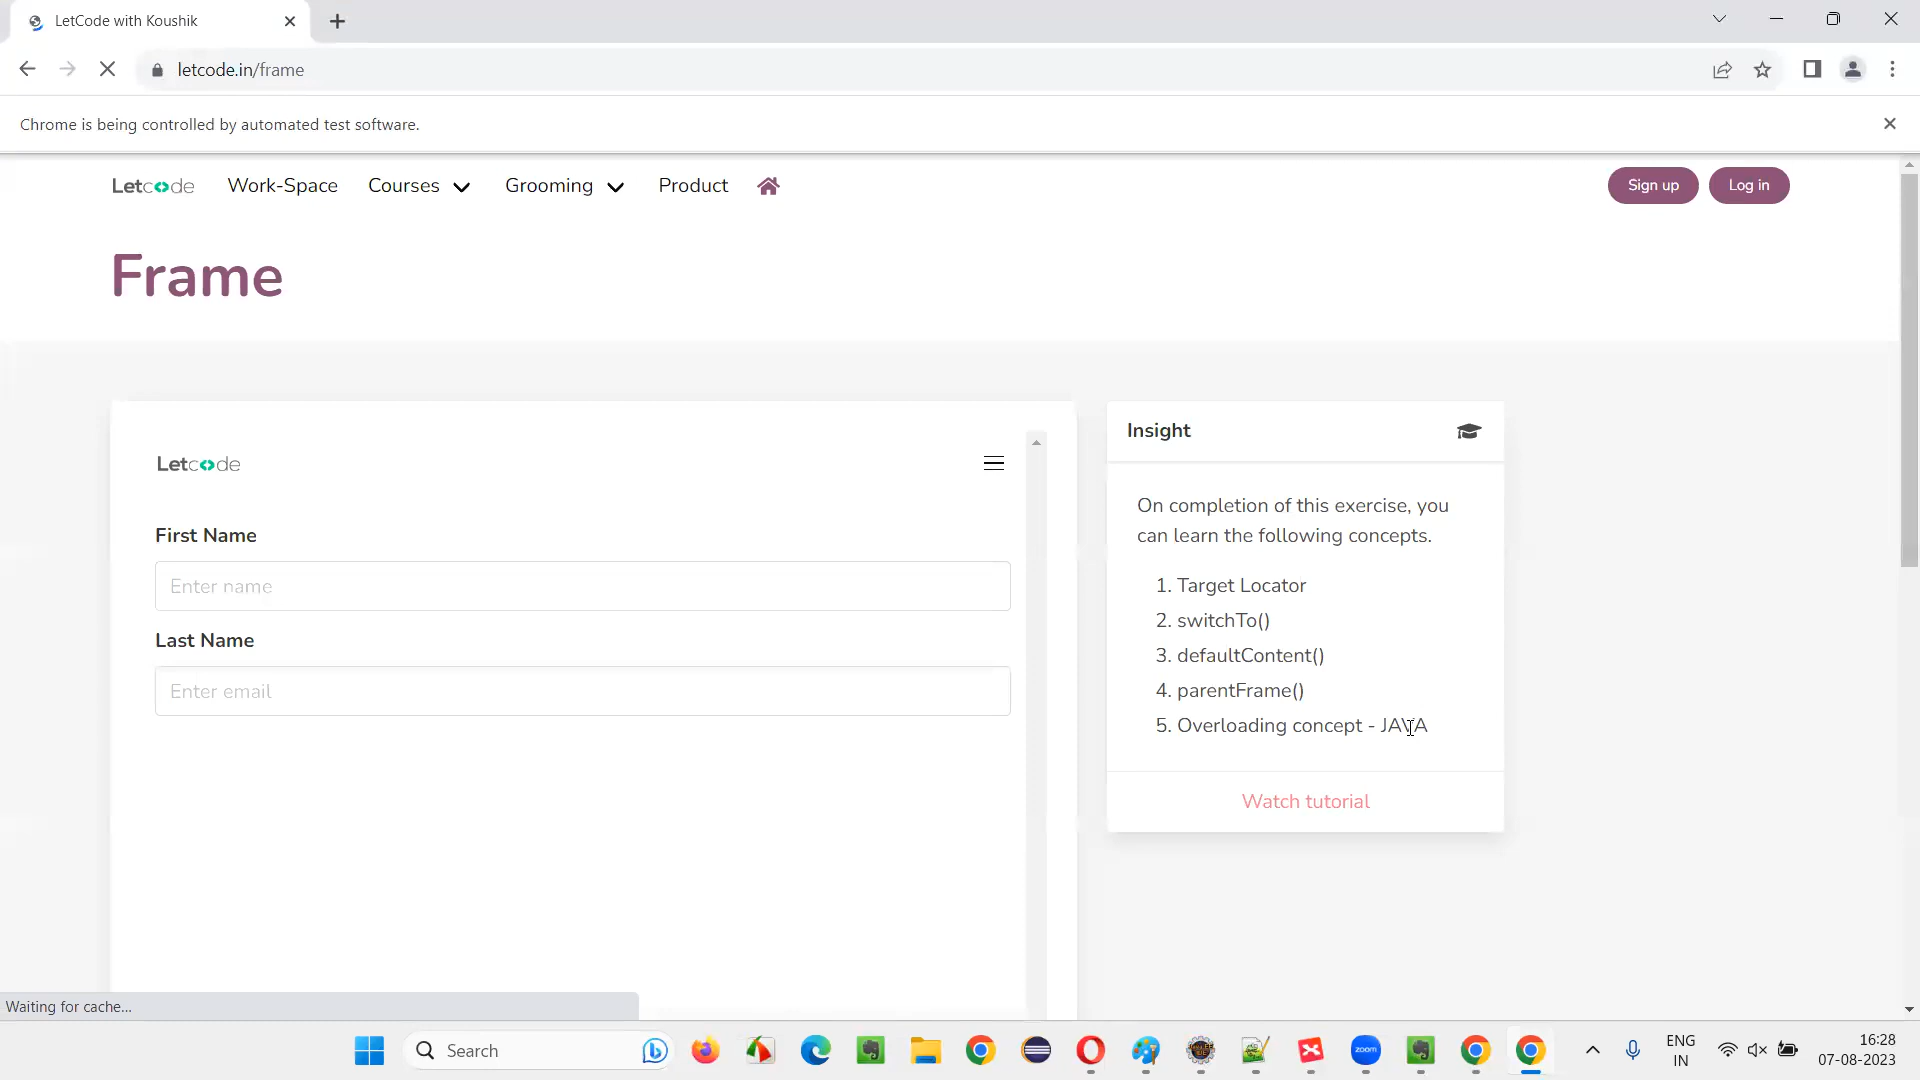 LetCode with Koushik
letcode.in/frame
Chrome is being controlled by automated test software.
Letcode Work-Space Courses Grooming Product Sign up Log in
Frame
Letcode
First Name
Enter name
Last Name
Enter email
Insight
On completion of this exercise, you
can learn the following concepts.
1. Target Locator
2. switchTo()
3. defaultContent()
4. parentFrame()
5. Overloading concept - JAVA
Watch tutorial
Waiting for cache...
Search
zoom
ENG
IN
16:28
07-08-2023